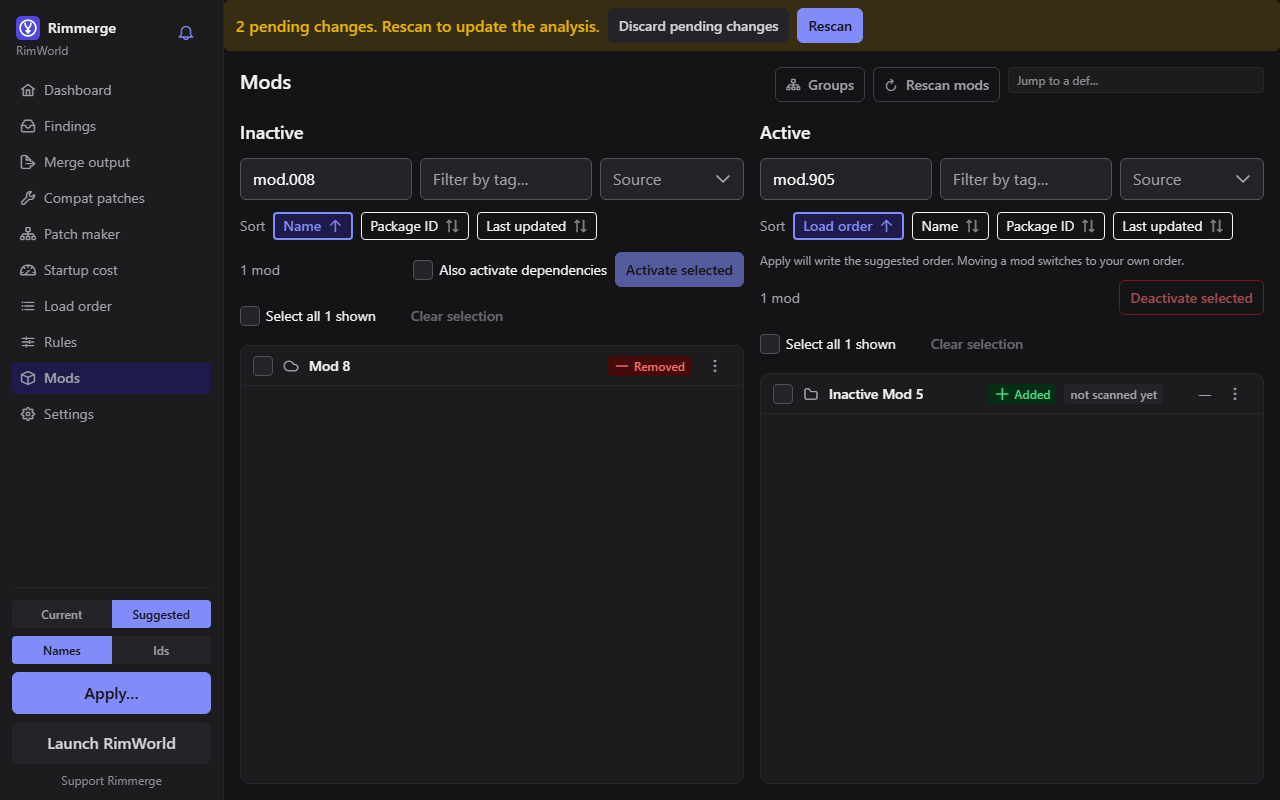 Rimmerge
RimWorld
Dashboard
Findings
Merge output
Compat patches
Patch maker
Startup cost
Load order
Rules
Mods
Settings
Current
Suggested
Names
Ids
Apply...
Launch RimWorld
Support Rimmerge
2 pending changes. Rescan to update the analysis.
Discard pending changes
Rescan
Mods
Groups
Rescan mods
Jump to a def...
Inactive
mod.008
Filter by tag...
Source
Sort
Name
Package ID
Last updated
1 mod
Also activate dependencies
Activate selected
Select all 1 shown
Clear selection
Mod 8
Removed
Active
mod.905
Filter by tag...
Source
Sort
Load order
Name
Package ID
Last updated
Apply will write the suggested order. Moving a mod switches to your own order.
1 mod
Deactivate selected
Select all 1 shown
Clear selection
Inactive Mod 5
Added
not scanned yet
—